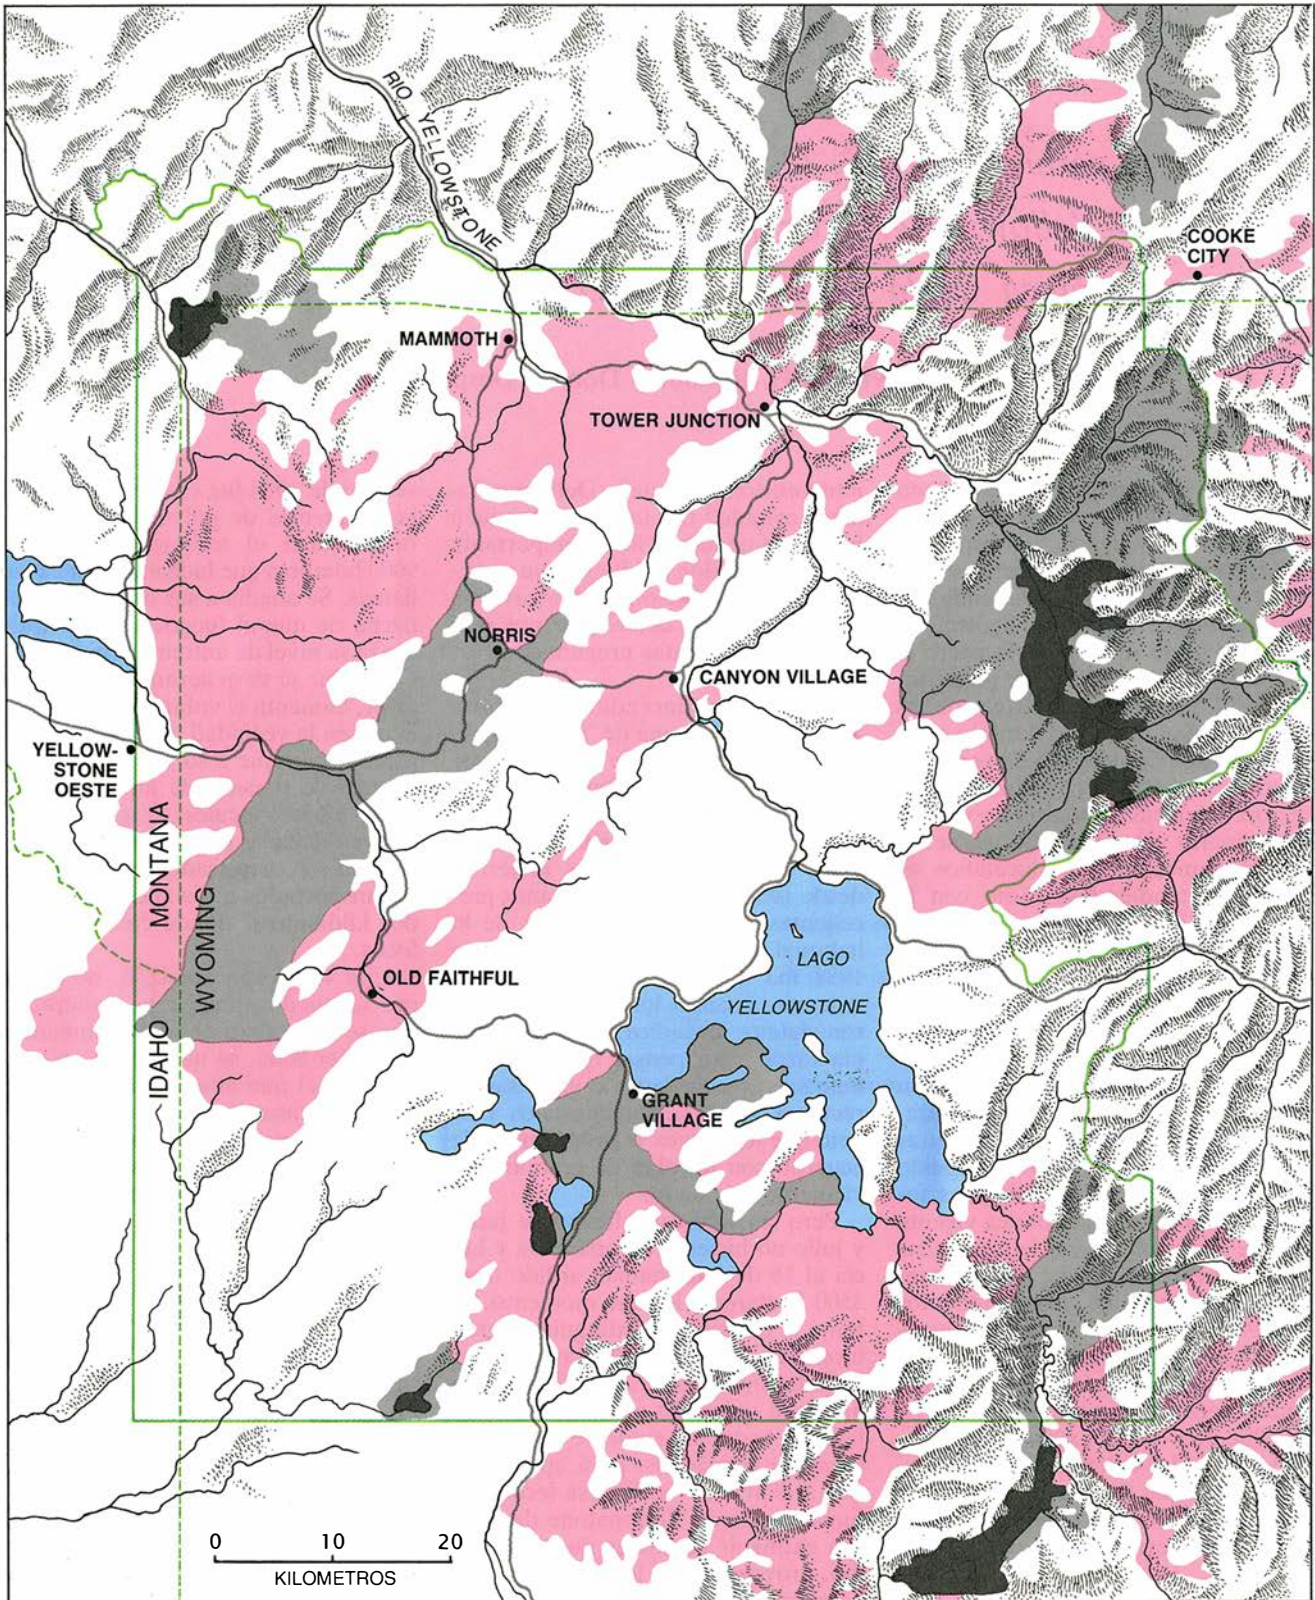 RIO YELLOWSTONE
COOKE
CITY
MAMMOTH
TOWER JUNCTION
NORRIS
CANYON VILLAGE
YELLOW-
STONE
OESTE
MONTANA
WYOMING
IDAHO
OLD FAITHFUL
LAGO
YELLOWSTONE
GRANT
VILLAGE
0 10 20
KILOMETROS